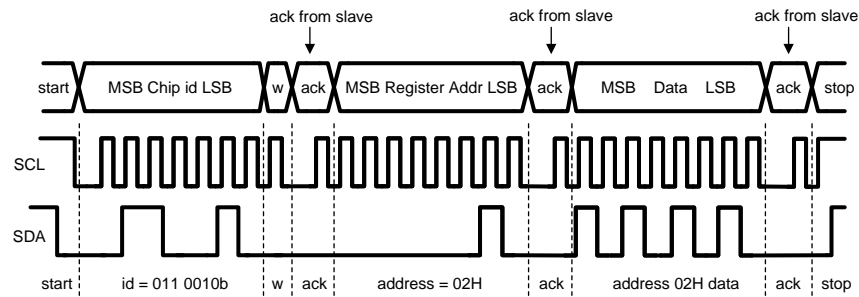 ack from slave ack from slave ack from slave
start MSB Chip id LSB w ack MSB Register Addr LSB ack MSB Data LSB ack stop
SCL
SDA
start id = 011 0010b w ack address = 02H ack address 02H data ack stop